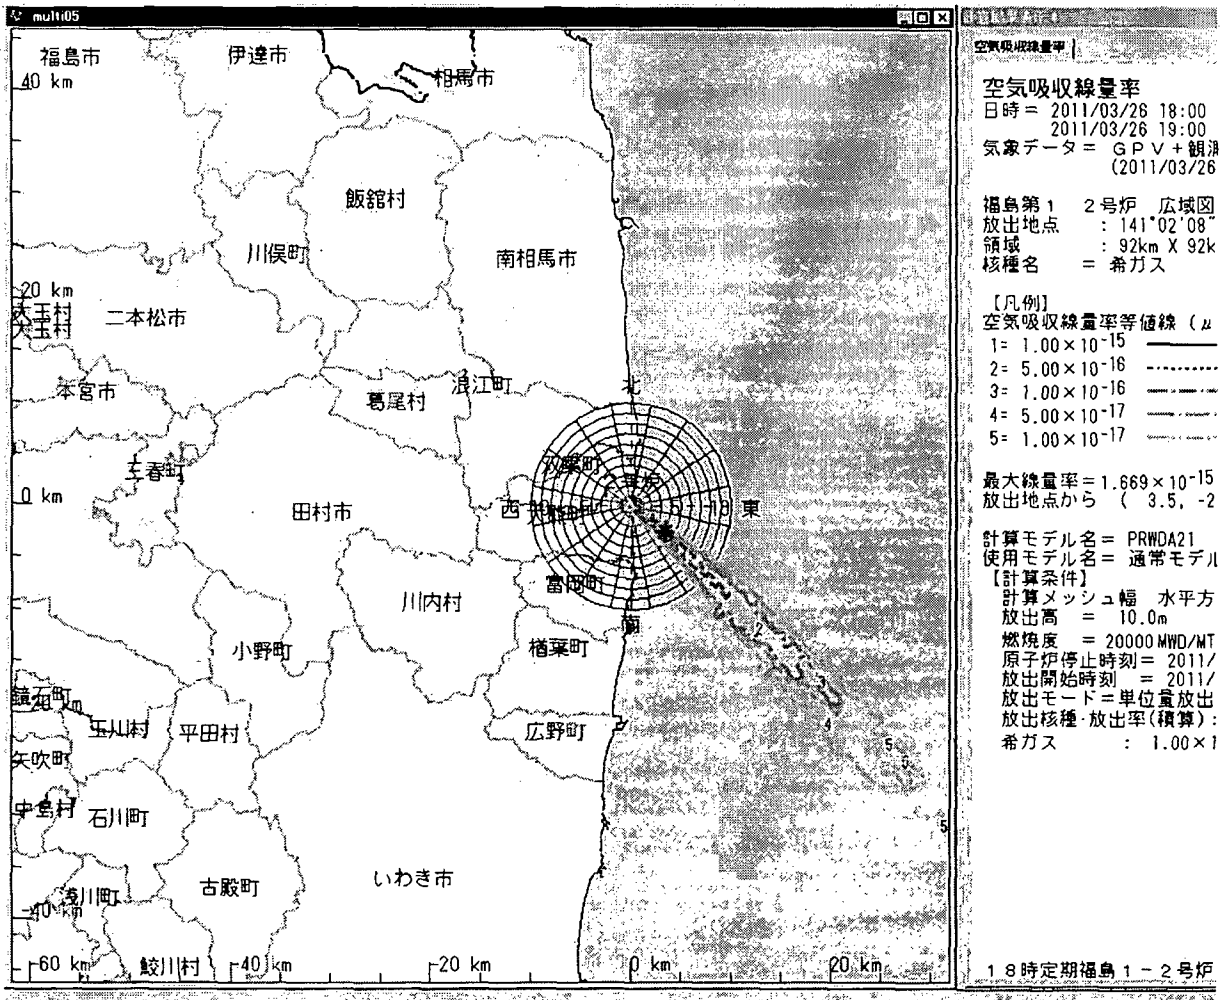 multi05
福島市
伊達市
相馬市
40 km
飯舘村
川俣町
南相馬市
20 km
大玉村
大玉村
二本松市
本宮市
浪江町
葛尾村
北
双葉町
三春町
0 km
田村市
西
東
富岡町
川内村
南
小野町
楢葉町
鏡石町
玉川村
平田村
広野町
矢吹町
中島村
石川町
古殿町
いわき市
浅川町
-40 km
鮫川村
-60 km
-40 km
-20 km
0 km
20 km
2
3
4
5
5
5
空気吸収線量率
空気吸収線量率
日時= 2011/03/26 18:00
2011/03/26 19:00
気象データ= GPV+観測
(2011/03/26
福島第1 2号炉 広域図
放出地点 : 141°02'08"
領域 : 92km X 92k
核種名 = 希ガス
【凡例】
空気吸収線量率等値線 (μ
1= 1.00×10-15
2= 5.00×10-16
3= 1.00×10-16
4= 5.00×10-17
5= 1.00×10-17
最大線量率=1.669×10-15
放出地点から ( 3.5, -2
計算モデル名= PRWDA21
使用モデル名= 通常モデル
【計算条件】
計算メッシュ幅 水平方
放出高 = 10.0m
燃焼度 = 20000MWD/MT
原子炉停止時刻= 2011/
放出開始時刻 = 2011/
放出モード=単位量放出
放出核種・放出率(積算):
希ガス : 1.00×1
18時定期福島1-2号炉